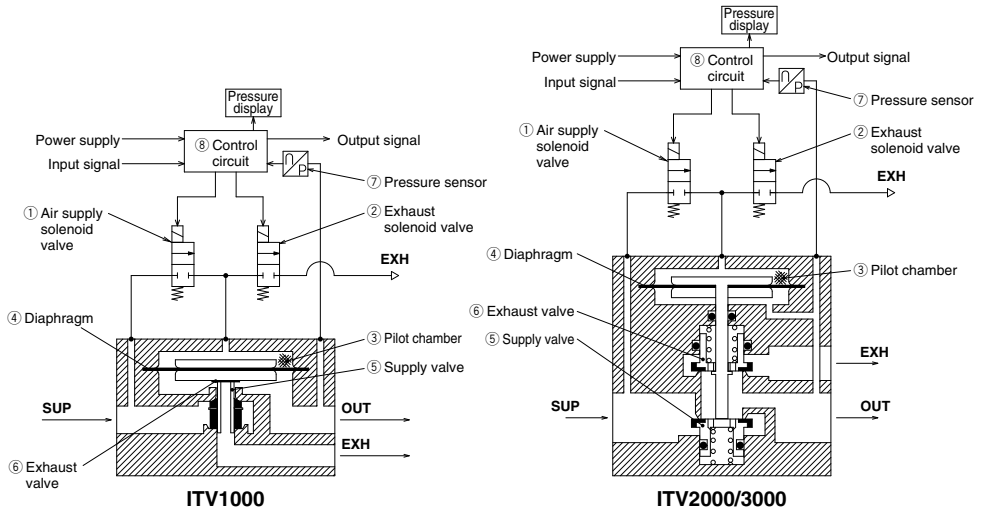 Pressure
display
Power supply
Input signal
⑧ Control
circuit
Output signal
n
P
⑦ Pressure sensor
① Air supply
solenoid
valve
② Exhaust
solenoid valve
EXH
④ Diaphragm
③ Pilot chamber
⑤ Supply valve
SUP
OUT
EXH
⑥ Exhaust
valve
ITV1000
Pressure
display
Power supply
Input signal
⑧ Control
circuit
Output signal
n
P
⑦ Pressure sensor
① Air supply
solenoid
valve
② Exhaust
solenoid valve
EXH
④ Diaphragm
③ Pilot chamber
⑥ Exhaust valve
⑤ Supply valve
EXH
SUP
OUT
ITV2000/3000